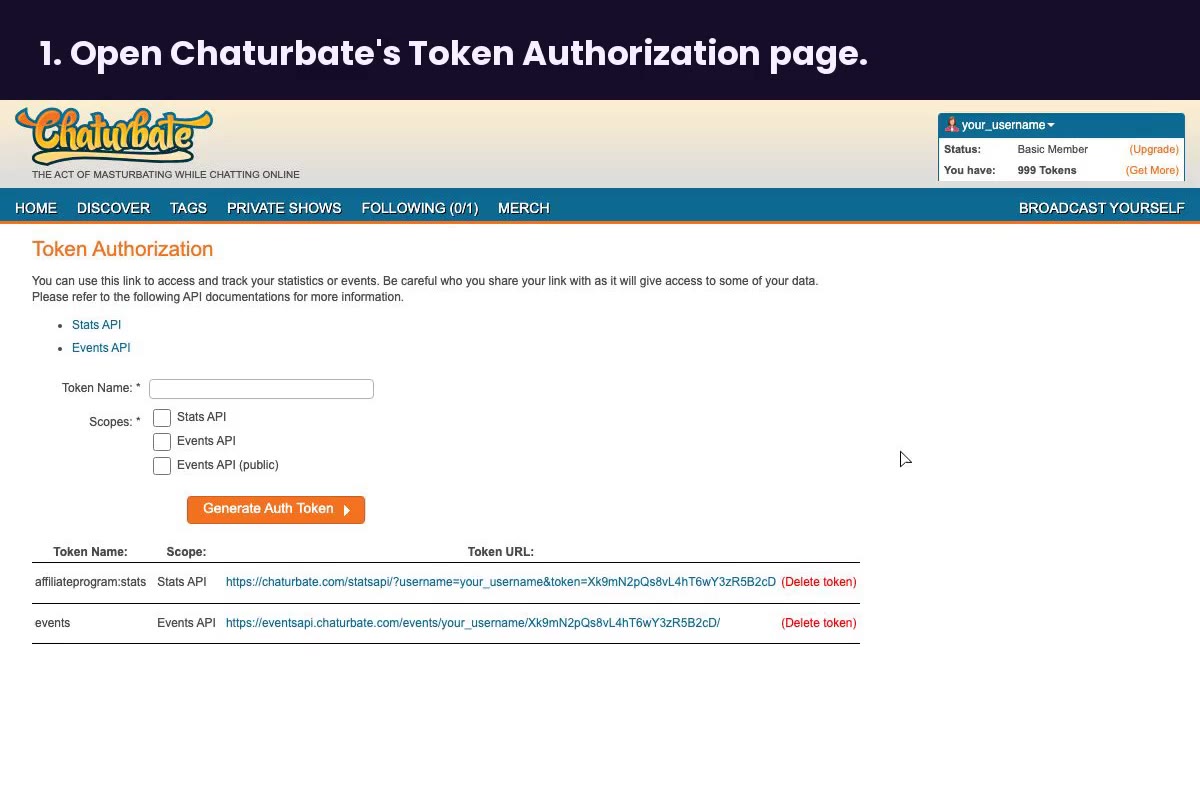 1. Open Chaturbate's Token Authorization page.
Chaturbate
THE ACT OF MASTURBATING WHILE CHATTING ONLINE
your_username
Status: Basic Member (Upgrade)
You have: 999 Tokens (Get More)
HOME DISCOVER TAGS PRIVATE SHOWS FOLLOWING (0/1) MERCH BROADCAST YOURSELF
Token Authorization
You can use this link to access and track your statistics or events. Be careful who you share your link with as it will give access to some of your data.
Please refer to the following API documentations for more information.
• Stats API
• Events API
Token Name: *
Scopes: * Stats API
Events API
Events API (public)
Generate Auth Token
Token Name: Scope: Token URL:
affiliateprogram:stats Stats API https://chaturbate.com/statsapi/?username=your_username&token=Xk9mN2pQs8vL4hT6wY3zR5B2cD (Delete token)
events Events API https://eventsapi.chaturbate.com/events/your_username/Xk9mN2pQs8vL4hT6wY3zR5B2cD/ (Delete token)